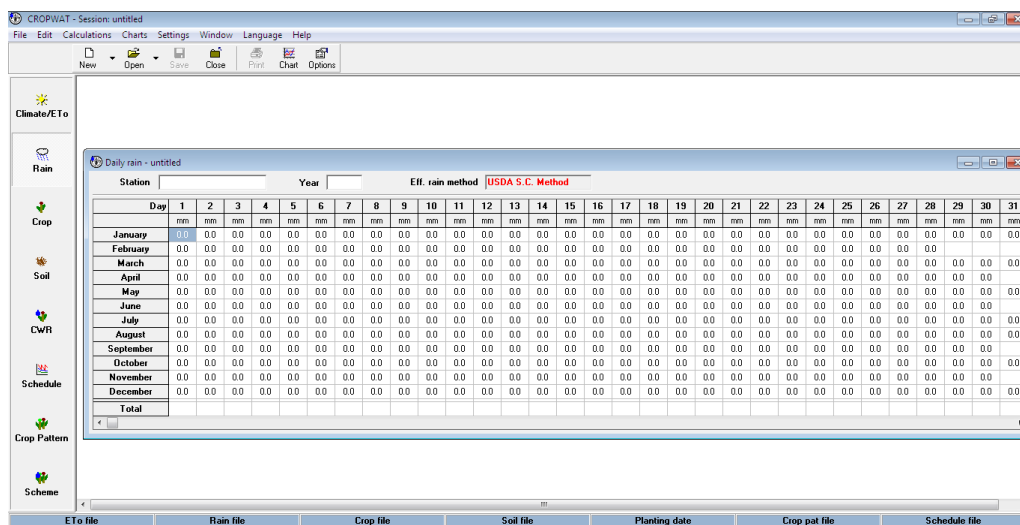 CROPWAT - Session: untitled
File Edit Calculations Charts Settings Window Language Help
New Open Save Close Print Chart Options
Climate/ETo
Rain
Crop
Soil
CWR
Schedule
Crop Pattern
Scheme
Daily rain - untitled
Station Year Eff. rain method USDA S.C. Method
Day 1 2 3 4 5 6 7 8 9 10 11 12 13 14 15 16 17 18 19 20 21 22 23 24 25 26 27 28 29 30 31
mm mm mm mm mm mm mm mm mm mm mm mm mm mm mm mm mm mm mm mm mm mm mm mm mm mm mm mm mm mm mm
January 0.0 0.0 0.0 0.0 0.0 0.0 0.0 0.0 0.0 0.0 0.0 0.0 0.0 0.0 0.0 0.0 0.0 0.0 0.0 0.0 0.0 0.0 0.0 0.0 0.0 0.0 0.0 0.0 0.0 0.0 0.0
February 0.0 0.0 0.0 0.0 0.0 0.0 0.0 0.0 0.0 0.0 0.0 0.0 0.0 0.0 0.0 0.0 0.0 0.0 0.0 0.0 0.0 0.0 0.0 0.0 0.0 0.0 0.0 0.0
March 0.0 0.0 0.0 0.0 0.0 0.0 0.0 0.0 0.0 0.0 0.0 0.0 0.0 0.0 0.0 0.0 0.0 0.0 0.0 0.0 0.0 0.0 0.0 0.0 0.0 0.0 0.0 0.0 0.0 0.0 0.0
April 0.0 0.0 0.0 0.0 0.0 0.0 0.0 0.0 0.0 0.0 0.0 0.0 0.0 0.0 0.0 0.0 0.0 0.0 0.0 0.0 0.0 0.0 0.0 0.0 0.0 0.0 0.0 0.0 0.0 0.0
May 0.0 0.0 0.0 0.0 0.0 0.0 0.0 0.0 0.0 0.0 0.0 0.0 0.0 0.0 0.0 0.0 0.0 0.0 0.0 0.0 0.0 0.0 0.0 0.0 0.0 0.0 0.0 0.0 0.0 0.0 0.0
June 0.0 0.0 0.0 0.0 0.0 0.0 0.0 0.0 0.0 0.0 0.0 0.0 0.0 0.0 0.0 0.0 0.0 0.0 0.0 0.0 0.0 0.0 0.0 0.0 0.0 0.0 0.0 0.0 0.0 0.0
July 0.0 0.0 0.0 0.0 0.0 0.0 0.0 0.0 0.0 0.0 0.0 0.0 0.0 0.0 0.0 0.0 0.0 0.0 0.0 0.0 0.0 0.0 0.0 0.0 0.0 0.0 0.0 0.0 0.0 0.0 0.0
August 0.0 0.0 0.0 0.0 0.0 0.0 0.0 0.0 0.0 0.0 0.0 0.0 0.0 0.0 0.0 0.0 0.0 0.0 0.0 0.0 0.0 0.0 0.0 0.0 0.0 0.0 0.0 0.0 0.0 0.0 0.0
September 0.0 0.0 0.0 0.0 0.0 0.0 0.0 0.0 0.0 0.0 0.0 0.0 0.0 0.0 0.0 0.0 0.0 0.0 0.0 0.0 0.0 0.0 0.0 0.0 0.0 0.0 0.0 0.0 0.0 0.0
October 0.0 0.0 0.0 0.0 0.0 0.0 0.0 0.0 0.0 0.0 0.0 0.0 0.0 0.0 0.0 0.0 0.0 0.0 0.0 0.0 0.0 0.0 0.0 0.0 0.0 0.0 0.0 0.0 0.0 0.0 0.0
November 0.0 0.0 0.0 0.0 0.0 0.0 0.0 0.0 0.0 0.0 0.0 0.0 0.0 0.0 0.0 0.0 0.0 0.0 0.0 0.0 0.0 0.0 0.0 0.0 0.0 0.0 0.0 0.0 0.0 0.0
December 0.0 0.0 0.0 0.0 0.0 0.0 0.0 0.0 0.0 0.0 0.0 0.0 0.0 0.0 0.0 0.0 0.0 0.0 0.0 0.0 0.0 0.0 0.0 0.0 0.0 0.0 0.0 0.0 0.0 0.0 0.0
Total
ETo file Rain file Crop file Soil file Planting date Crop pat file Schedule file